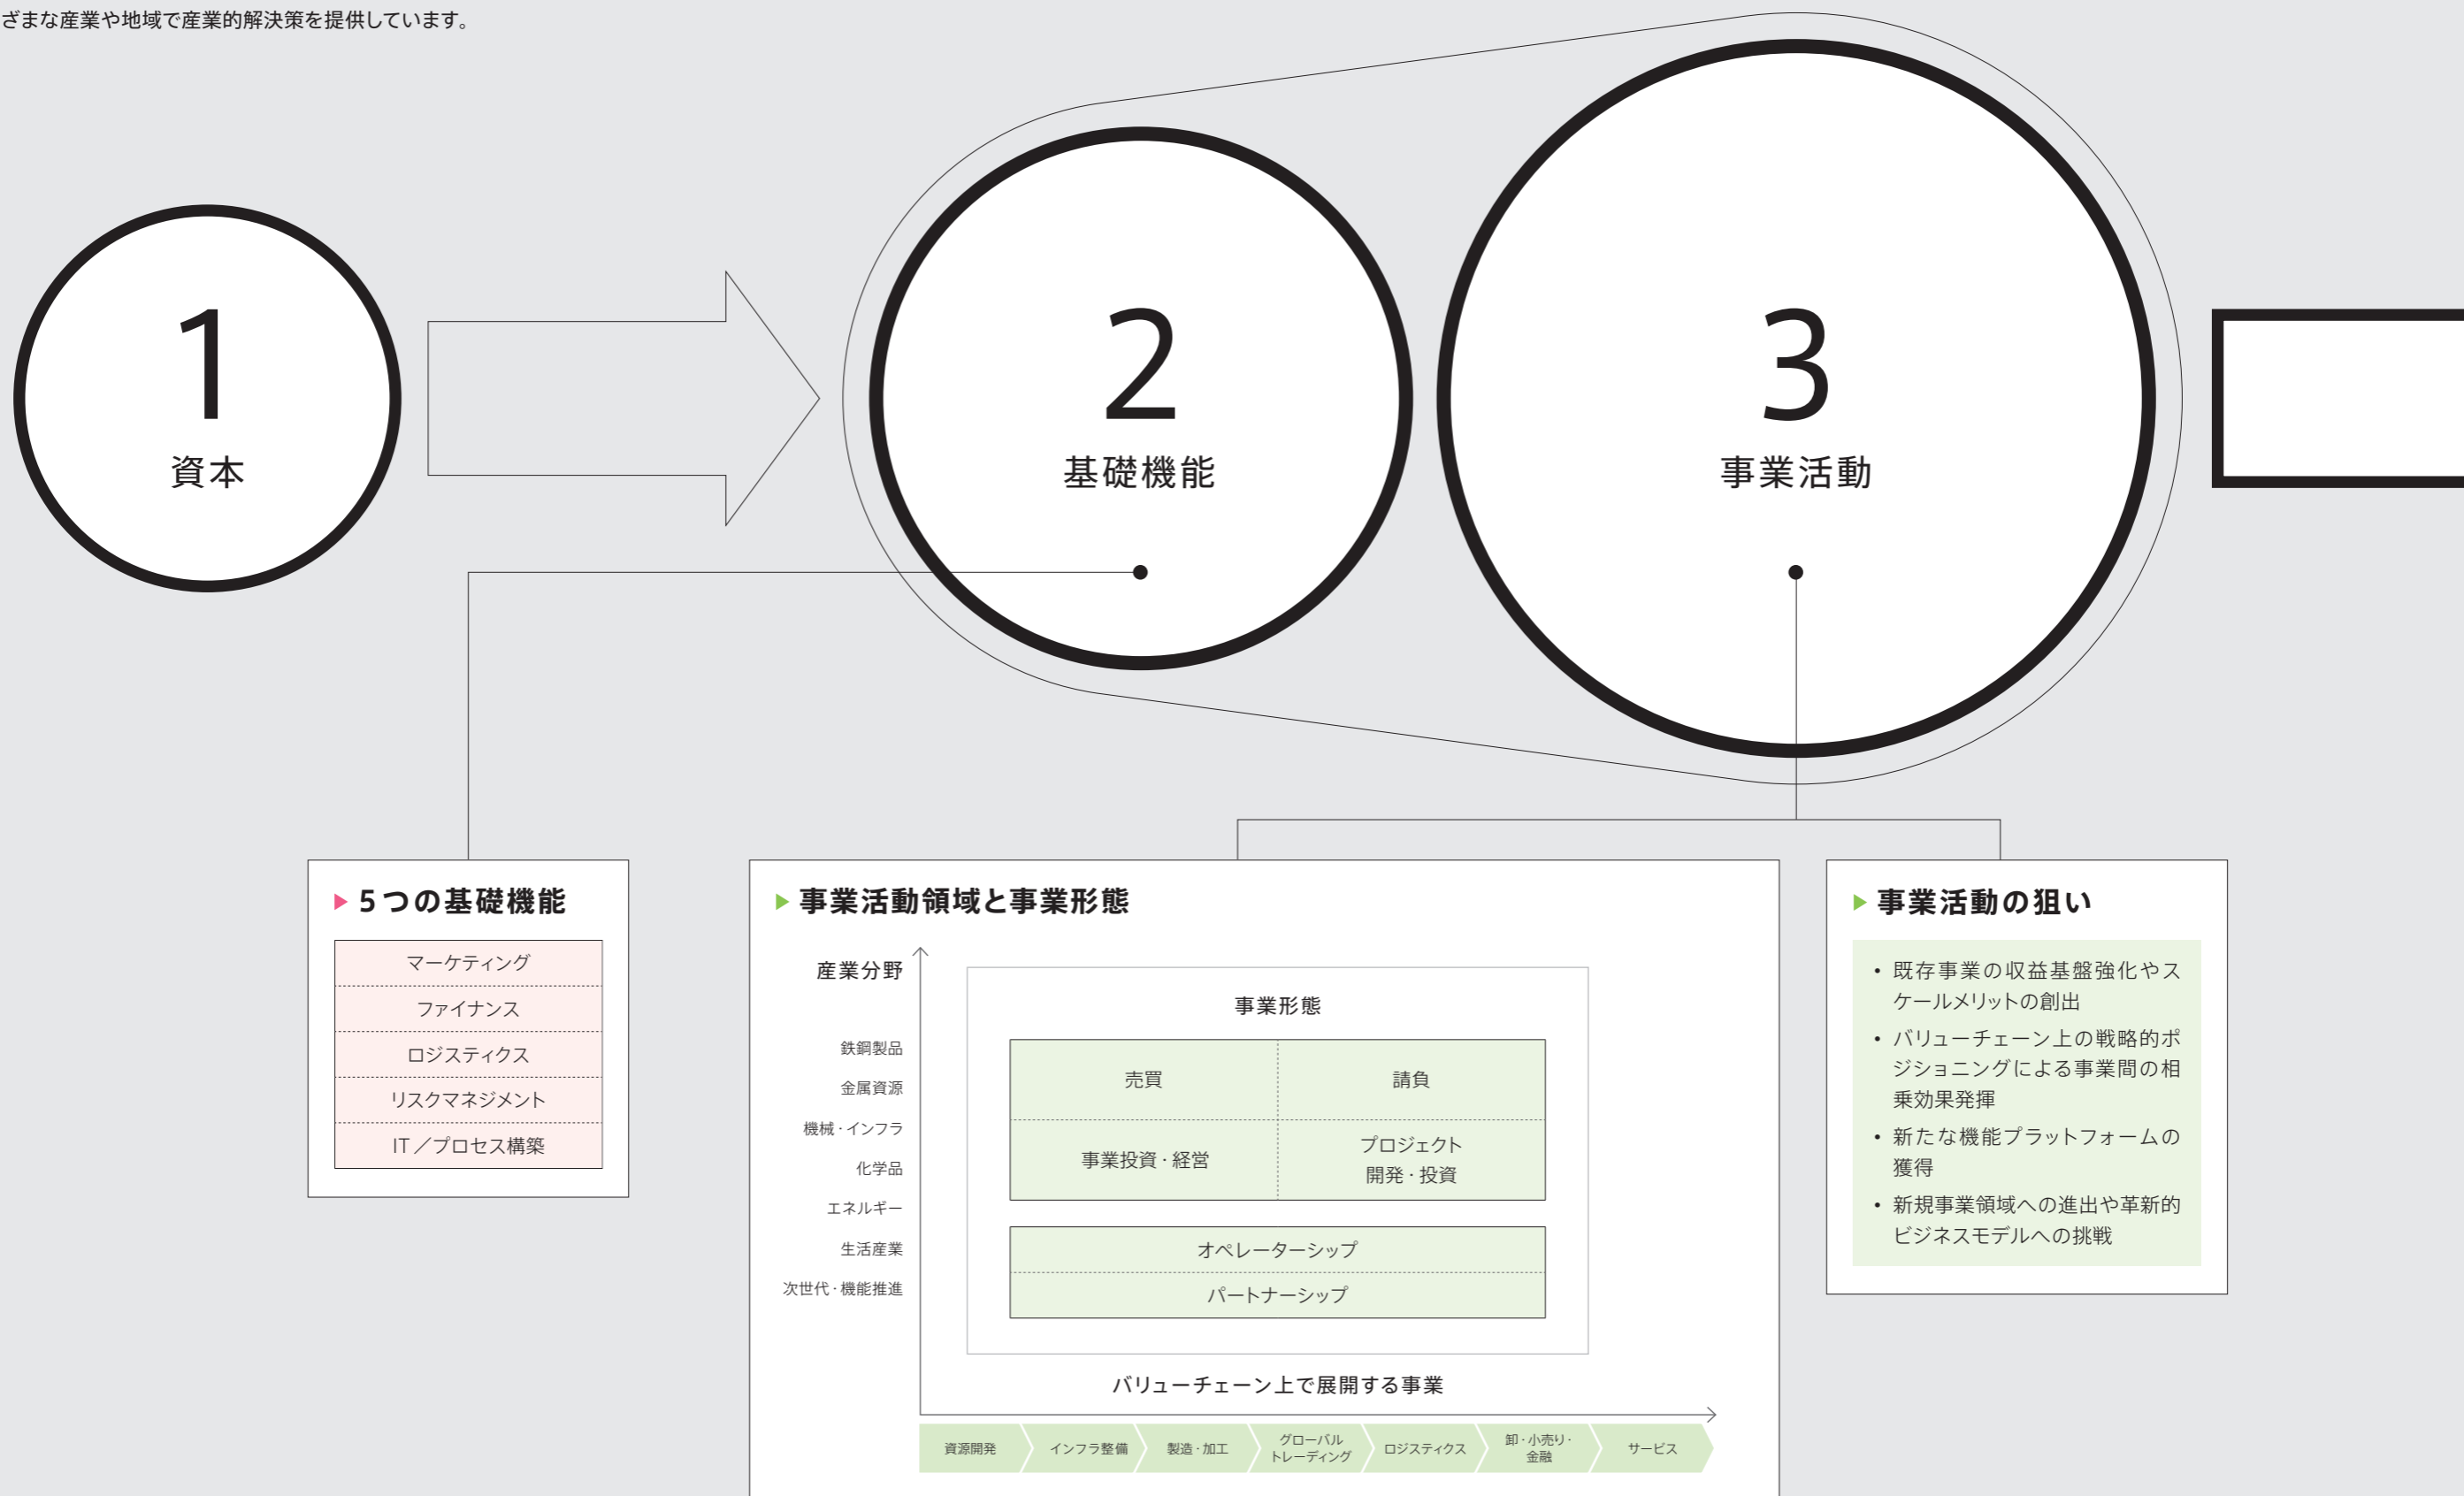 ざまな産業や地域で産業的解決策を提供しています。
1
資本
2
基礎機能
3
事業活動
5つの基礎機能
マーケティング
ファイナンス
ロジスティクス
リスクマネジメント
IT／プロセス構築
事業活動領域と事業形態
産業分野
鉄鋼製品
金属資源
機械・インフラ
化学品
エネルギー
生活産業
次世代・機能推進
事業形態
売買
請負
事業投資・経営
プロジェクト
開発・投資
オペレーターシップ
パートナーシップ
バリューチェーン上で展開する事業
資源開発
インフラ整備
製造・加工
グローバル
トレーディング
ロジスティクス
卸・小売り・
金融
サービス
事業活動の狙い
• 既存事業の収益基盤強化やス
ケールメリットの創出
• バリューチェーン上の戦略的ポ
ジショニングによる事業間の相
乗効果発揮
• 新たな機能プラットフォームの
獲得
• 新規事業領域への進出や革新的
ビジネスモデルへの挑戦